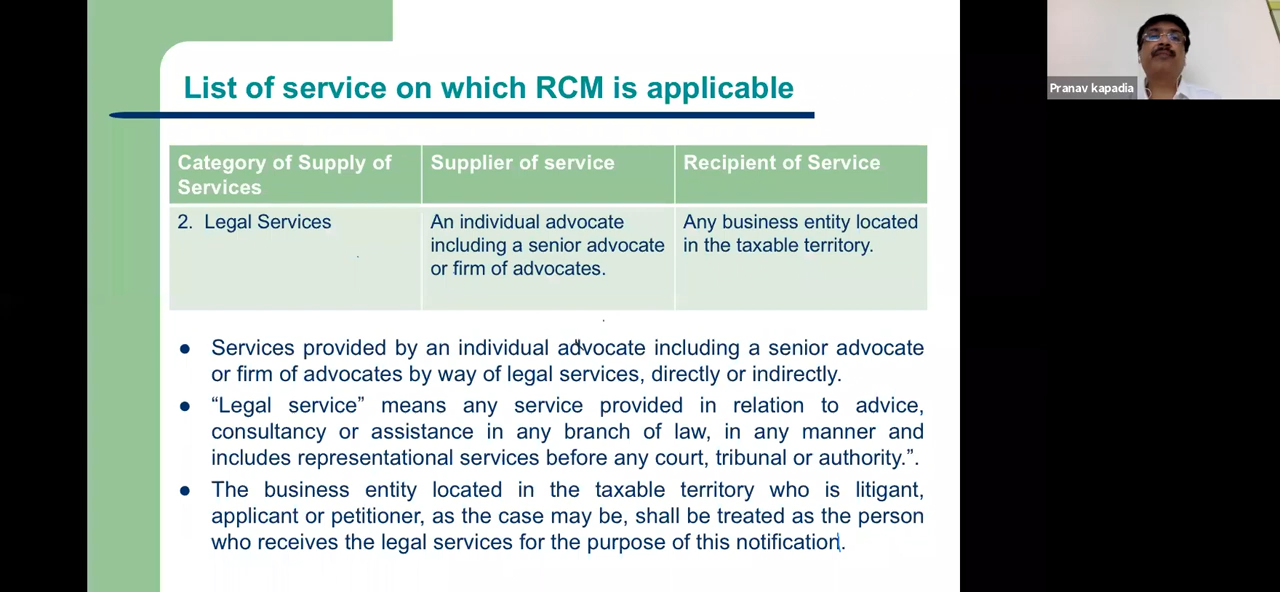 List of service on which RCM is applicable
Pranav kapadia
Category of Supply of Services
Supplier of service
Recipient of Service
2. Legal Services
An individual advocate
including a senior advocate
or firm of advocates.
Any business entity located
in the taxable territory.
● Services provided by an individual advocate including a senior advocate
or firm of advocates by way of legal services, directly or indirectly.
● “Legal service” means any service provided in relation to advice,
consultancy or assistance in any branch of law, in any manner and
includes representational services before any court, tribunal or authority.”.
● The business entity located in the taxable territory who is litigant,
applicant or petitioner, as the case may be, shall be treated as the person
who receives the legal services for the purpose of this notification.